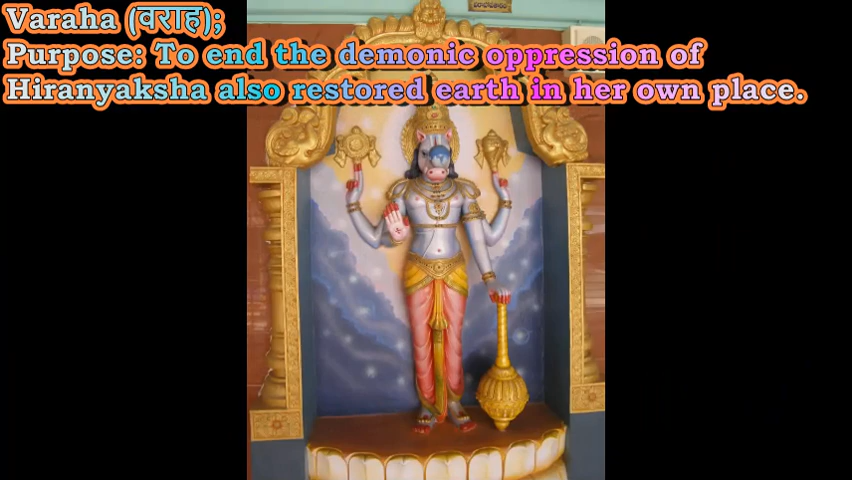 Varaha (वराह);
Purpose: To end the demonic oppression of
Hiranyaksha also restored earth in her own place.